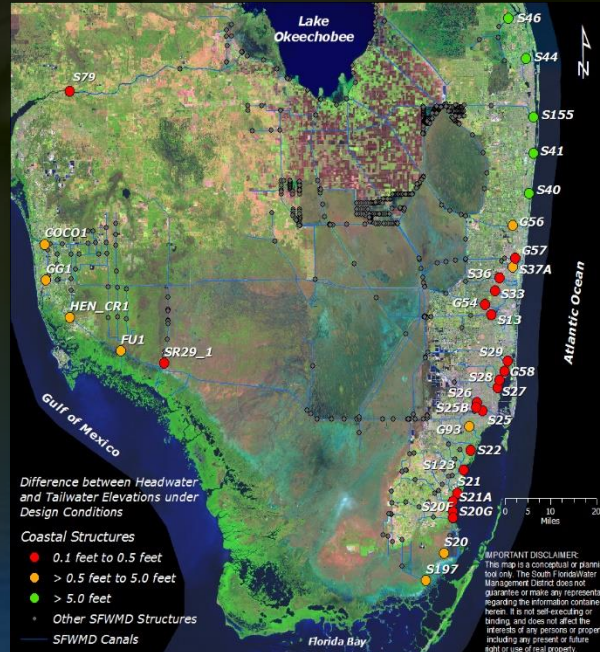 Lake
Okeechobee
S46
S44
S79
S155
S41
S40
G56
COCO1
G57
S37A
GG1
S36
S33
G54
S13
HEN_CR1
FU1
SR29_1
S29
G58
S28
S27
S26
S25B
S25
G93
S22
S123
S21
S21A
S20F
S20G
S20
S197
Atlantic Ocean
Gulf of Mexico
Florida Bay
N
Difference between Headwater
and Tailwater Elevations under
Design Conditions
Coastal Structures
0.1 feet to 0.5 feet
> 0.5 feet to 5.0 feet
> 5.0 feet
Other SFWMD Structures
SFWMD Canals
0 5 10 20
Miles
IMPORTANT DISCLAIMER:
This map is a conceptual or planni
tool only. The South FloridaWater
Management District does not
guarantee or make any representa
regarding the information containe
herein. It is not self-executing or
binding, and does not affect the
interests of any persons or proper
including any present or future
right or use of real property.